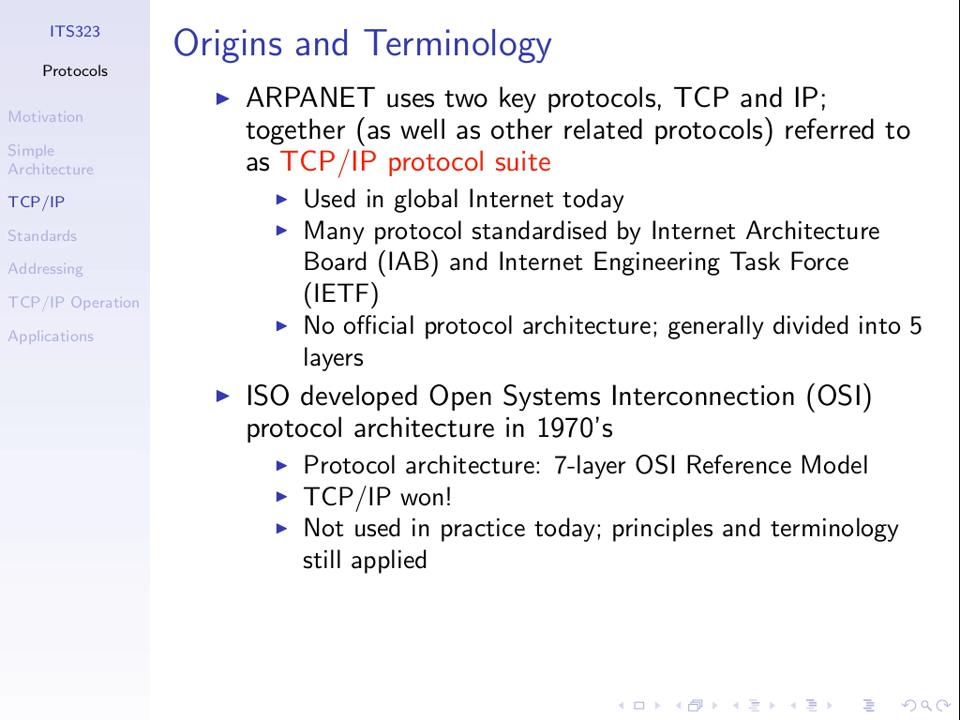 ITS323
Protocols
Motivation
Simple
Architecture
TCP/IP
Standards
Addressing
TCP/IP Operation
Applications
Origins and Terminology
ARPANET uses two key protocols, TCP and IP;
together (as well as other related protocols) referred to
as TCP/IP protocol suite
Used in global Internet today
Many protocol standardised by Internet Architecture
Board (IAB) and Internet Engineering Task Force
(IETF)
No official protocol architecture; generally divided into 5
layers
ISO developed Open Systems Interconnection (OSI)
protocol architecture in 1970's
Protocol architecture: 7-layer OSI Reference Model
TCP/IP won!
Not used in practice today; principles and terminology
still applied